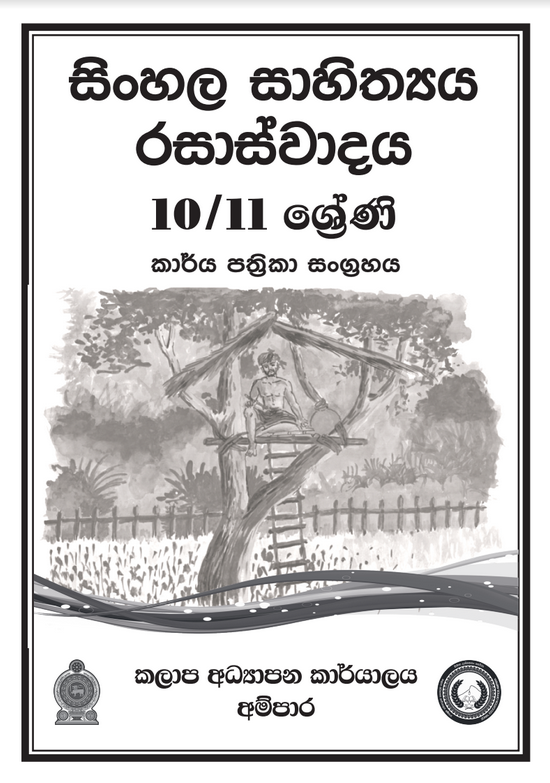 සිංහල සාහිත්‍යය
රසාස්වාදය
10/11 ශ්‍රේණි
කාර්ය පත්‍රිකා සංග්‍රහය
කලාප අධ්‍යාපන කාර්යාලය
අම්පාර